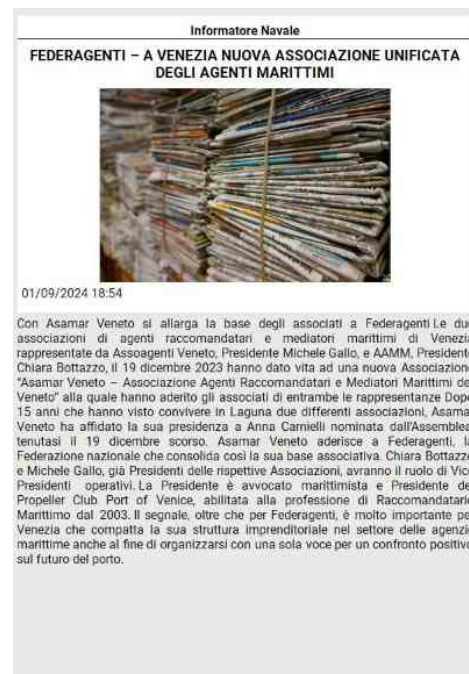 Informatore Navale
FEDERAGENTI – A VENEZIA NUOVA ASSOCIAZIONE UNIFICATA
DEGLI AGENTI MARITTIMI
01/09/2024 18:54
Con Asamar Veneto si allarga la base degli associati a Federagenti Le due
associazioni di agenti raccomandatari e mediatori marittimi di Venezia
rappresentate da Assoagenti Veneto, Presidente Michele Gallo, e AAMM, Presidente
Chiara Bottazzo, il 19 dicembre 2023 hanno dato vita ad una nuova Associazione
"Asamar Veneto – Associazione Agenti Raccomandatari e Mediatori Marittimi del
Veneto" alla quale hanno aderito gli associati di entrambe le rappresentanze Dopo
15 anni che hanno visto convivere in Laguna due differenti associazioni, Asamar
Veneto ha affidato la sua presidenza a Anna Carnielli nominata dall'Assemblea
tenutasi il 19 dicembre scorso. Asamar Veneto aderisce a Federagenti, la
Federazione nazionale che consolida così la sua base associativa. Chiara Bottazzo
e Michele Gallo, già Presidenti delle rispettive Associazioni, avranno il ruolo di Vice
Presidenti operativi. La Presidente è avvocato marittimista e Presidente del
Propeller Club Port of Venice, abilitata alla professione di Raccomandatario
Marittimo dal 2003. Il segnale, oltre che per Federagenti, è molto importante per
Venezia che compatta la sua struttura imprenditoriale nel settore delle agenzie
marittime anche al fine di organizzarsi con una sola voce per un confronto positivo
sul futuro del porto.